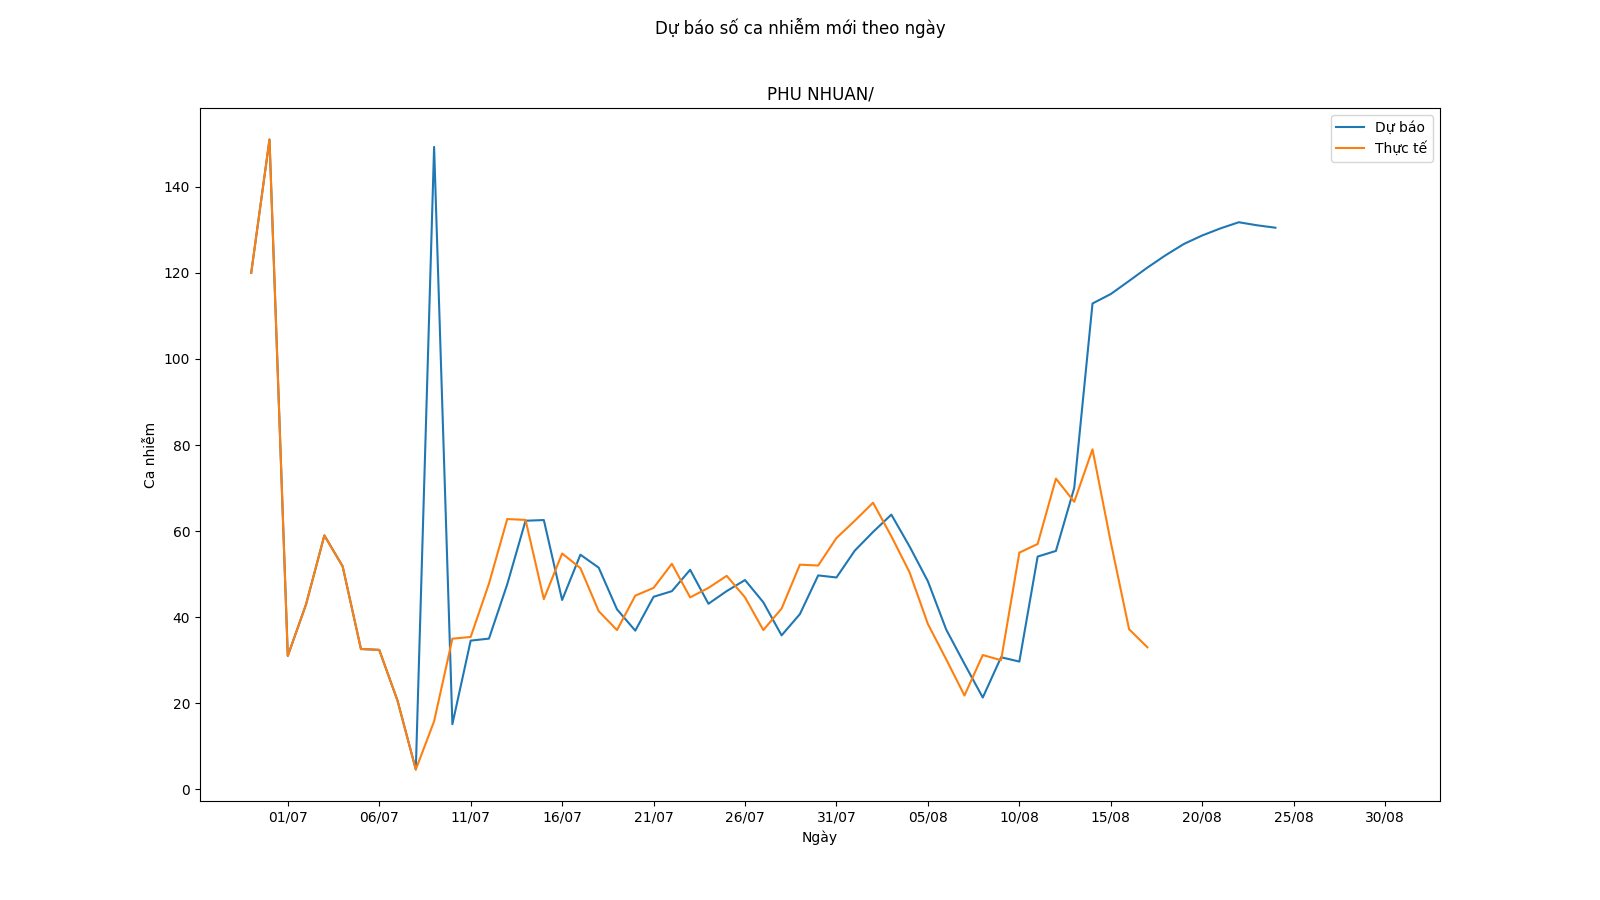 Dự báo số ca nhiễm mới theo ngày
PHU NHUAN/
Dự báo
Thực tế
Ca nhiễm
140
120
100
80
60
40
20
0
01/07 06/07 11/07 16/07 21/07 26/07 31/07 05/08 10/08 15/08 20/08 25/08 30/08
Ngày